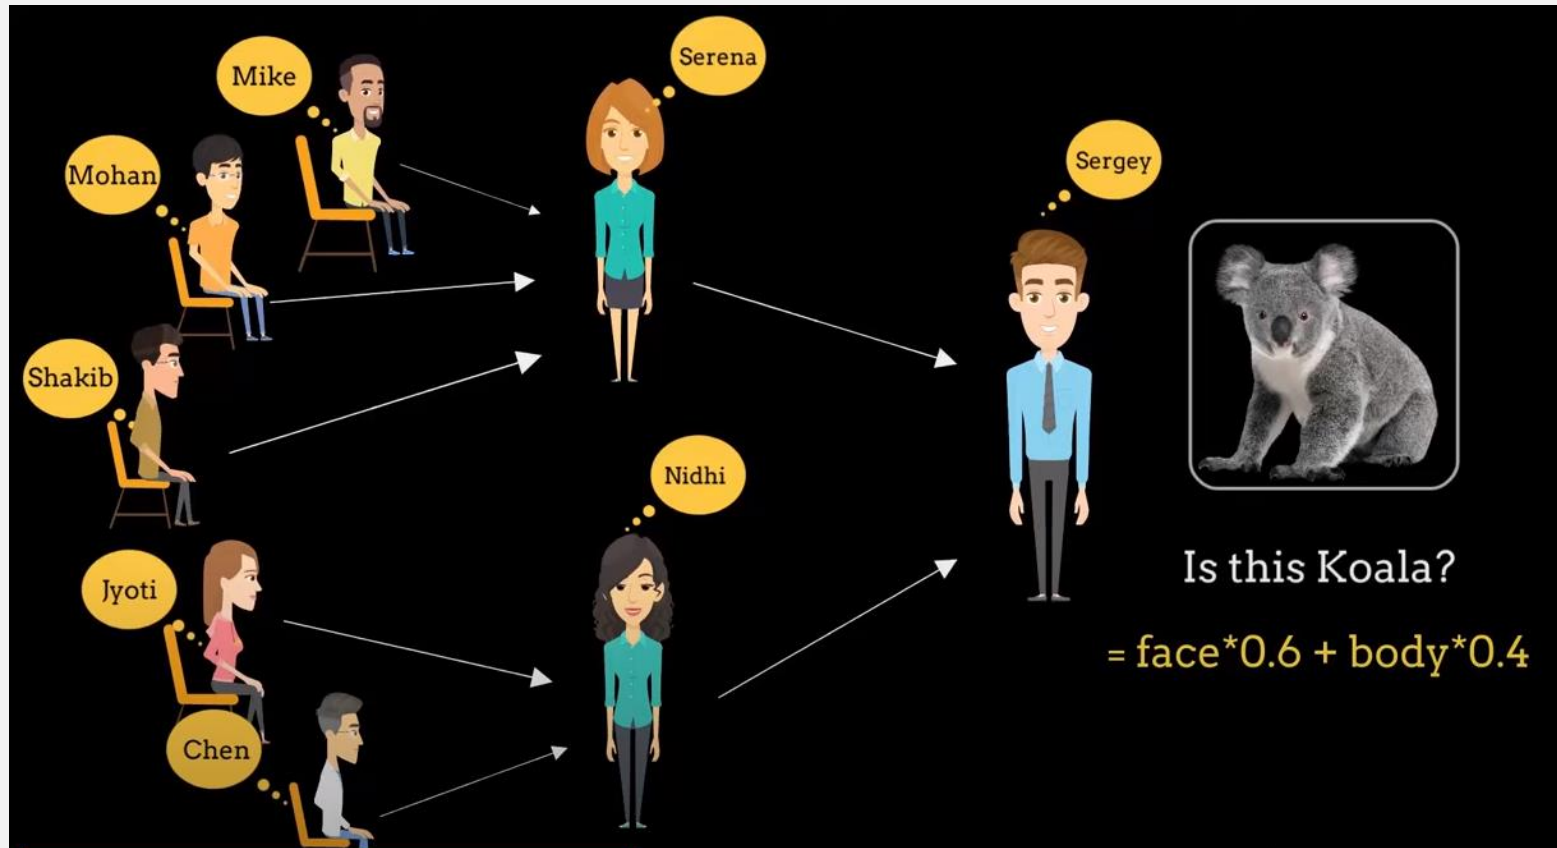 Mike
Serena
Mohan
Sergey
Shakib
Nidhi
Jyoti
Chen
Is this Koala?
= face*0.6 + body*0.4